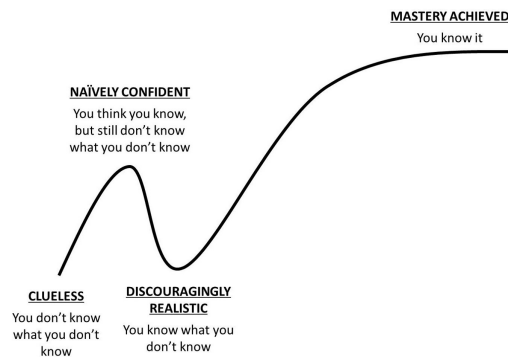 MASTERY ACHIEVED
You know it
NAÏVELY CONFIDENT
You think you know,
but still don't know
what you don't know
CLUELESS
You don't know
what you don't
know
DISCOURAGINGLY
REALISTIC
You know what you
don't know